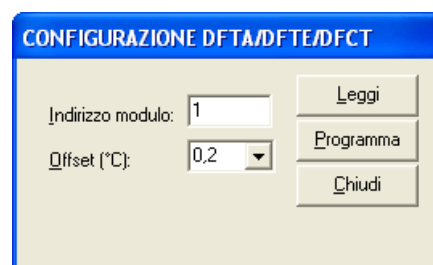 CONFIGURAZIONE DFTA/DFTE/DFCT
Indirizzo modulo: 1
Leggi
Offset (°C): 0,2
Programma
Chiudi